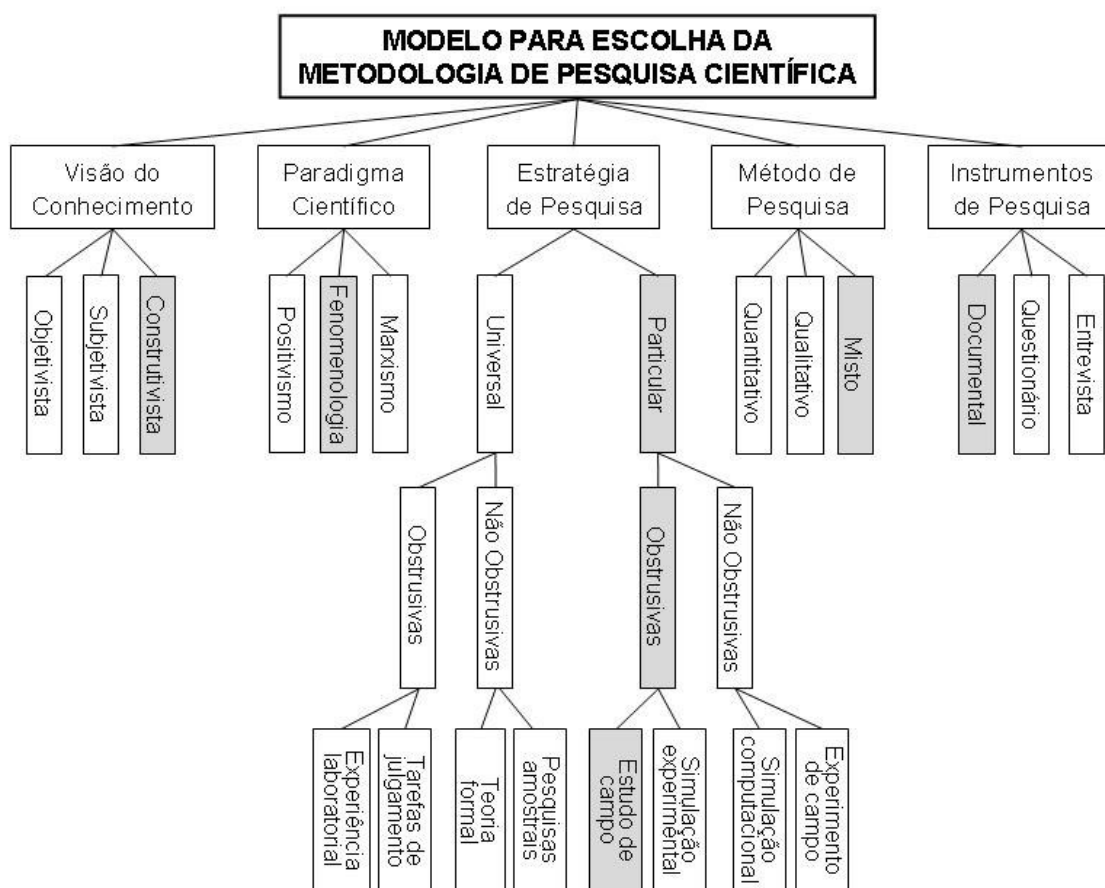 MODELO PARA ESCOLHA DA
METODOLOGIA DE PESQUISA CIENTÍFICA
Visão do
Conhecimento
Paradigma
Científico
Estratégia
de Pesquisa
Método de
Pesquisa
Instrumentos
de Pesquisa
Objetivista
Subjetivista
Construtivista
Positivismo
Fenomenologia
Marxismo
Universal
Particular
Quantitativo
Qualitativo
Misto
Documental
Questionário
Entrevista
Obstrusivas
Não Obstrusivas
Obstrusivas
Não Obstrusivas
Experiência
laboratorial
Tarefas de
julgamento
Teoria
formal
Pesquisas
amostrais
Estudo de
campo
Simulação
experimental
Simulação
computacional
Experimento
de campo